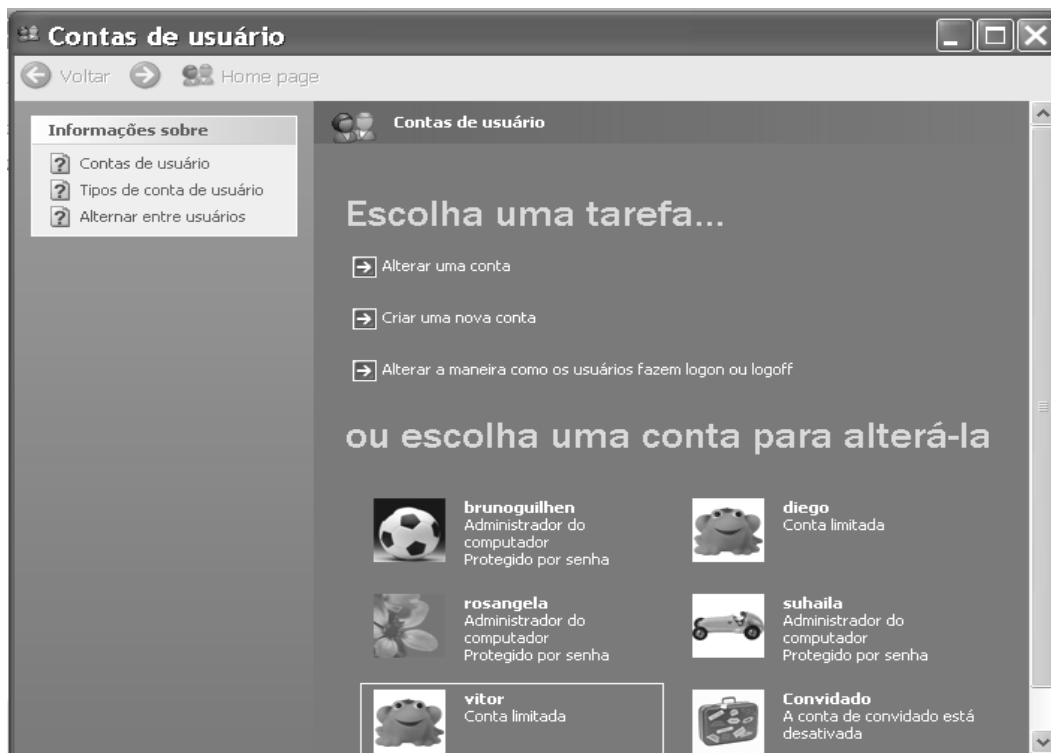 Contas de usuário
Voltar Home page
Informações sobre
Contas de usuário
Tipos de conta de usuário
Alternar entre usuários
Contas de usuário
Escolha uma tarefa...
Alterar uma conta
Criar uma nova conta
Alterar a maneira como os usuários fazem logon ou logoff
ou escolha uma conta para alterá-la
brunoguilhen
Administrador do
computador
Protegido por senha
diego
Conta limitada
rosangela
Administrador do
computador
Protegido por senha
suhaila
Administrador do
computador
Protegido por senha
vitor
Conta limitada
Convidado
A conta de convidado está
desativada